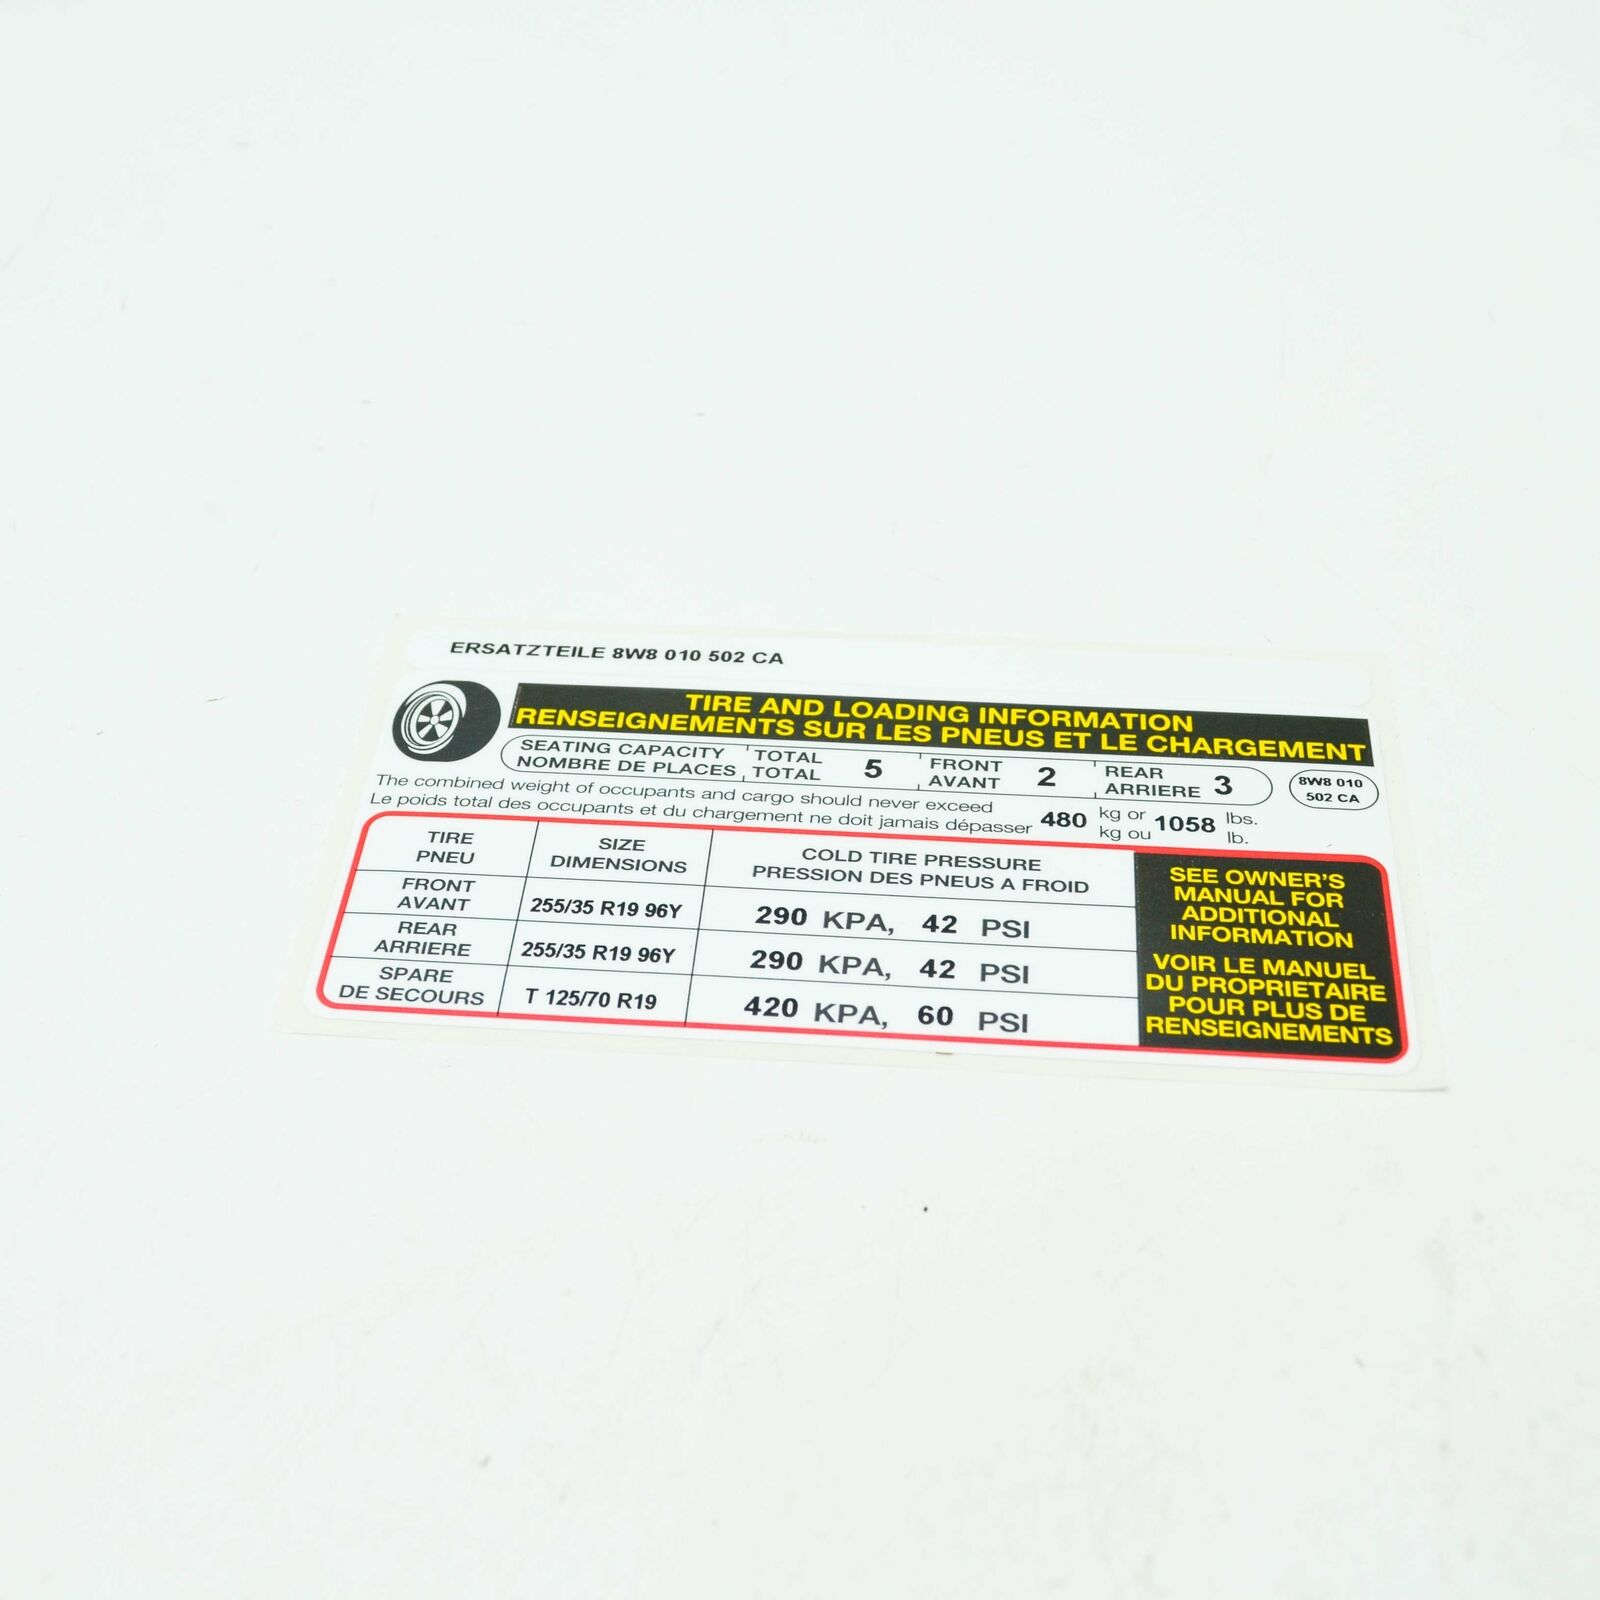 ERSATZTEILE 8W8 010 502 CA
TIRE AND LOADING INFORMATION
RENSEIGNEMENTS SUR LES PNEUS ET LE CHARGEMENT
SEATING CAPACITY TOTAL 5 FRONT 2 REAR 3
NOMBRE DE PLACES TOTAL AVANT ARRIERE
8W8 010
502 CA
The combined weight of occupants and cargo should never exceed 480 kg or 1058 lbs.
Le poids total des occupants et du chargement ne doit jamais dépasser kg ou lb.
TIRE SIZE COLD TIRE PRESSURE
PNEU DIMENSIONS PRESSION DES PNEUS A FROID
FRONT
AVANT 255/35 R19 96Y 290 KPA, 42 PSI
REAR
ARRIERE 255/35 R19 96Y 290 KPA, 42 PSI
SPARE
DE SECOURS T 125/70 R19 420 KPA, 60 PSI
SEE OWNER'S
MANUAL FOR
ADDITIONAL
INFORMATION
VOIR LE MANUEL
DU PROPRIETAIRE
POUR PLUS DE
RENSEIGNEMENTS